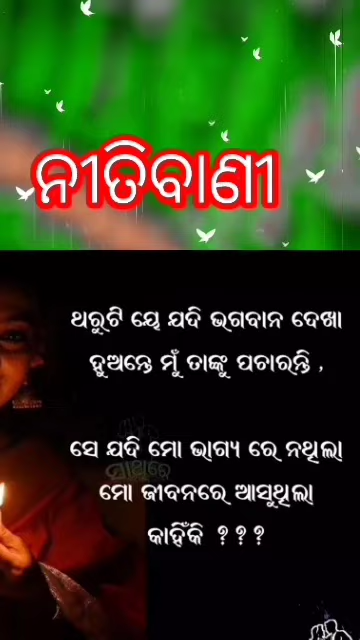 ନୀତିବାଣୀ
ଥରୁଟି ୟେ ଯଦି ଭଗବାନ ଦେଖା
ହୁଅନ୍ତେ ମୁଁ ତାଙ୍କୁ ପଚାରନ୍ତି ,
ସେ ଯଦି ମୋ ଭାଗ୍ୟ ରେ ନଥିଲା
ମୋ ଜୀବନରେ ଆସୁଥିଲା
କାହିଁକି ? ? ?